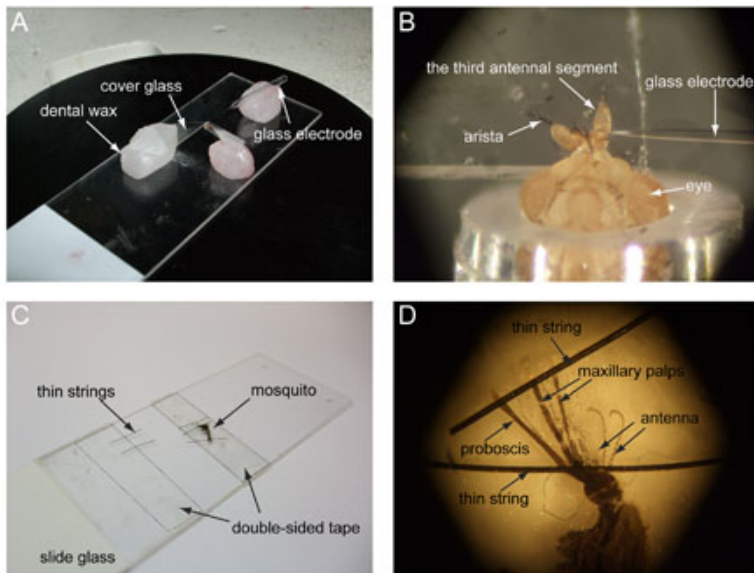 A
cover glass
dental wax
glass electrode
B
the third antennal segment
glass electrode
arista
eye
C
thin strings
mosquito
double-sided tape
slide glass
D
thin string
maxillary palps
antenna
proboscis
thin string